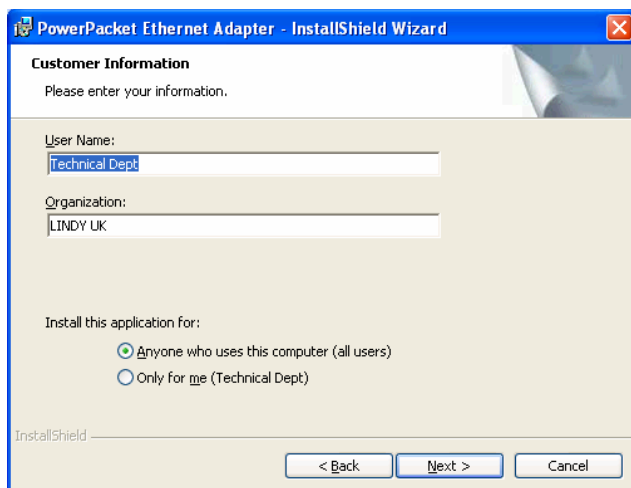 PowerPacket Ethernet Adapter - InstallShield Wizard
Customer Information
Please enter your information.
User Name:
Technical Dept
Organization:
LINDY UK
Install this application for:
Anyone who uses this computer (all users)
Only for me (Technical Dept)
InstallShield
< Back
Next >
Cancel